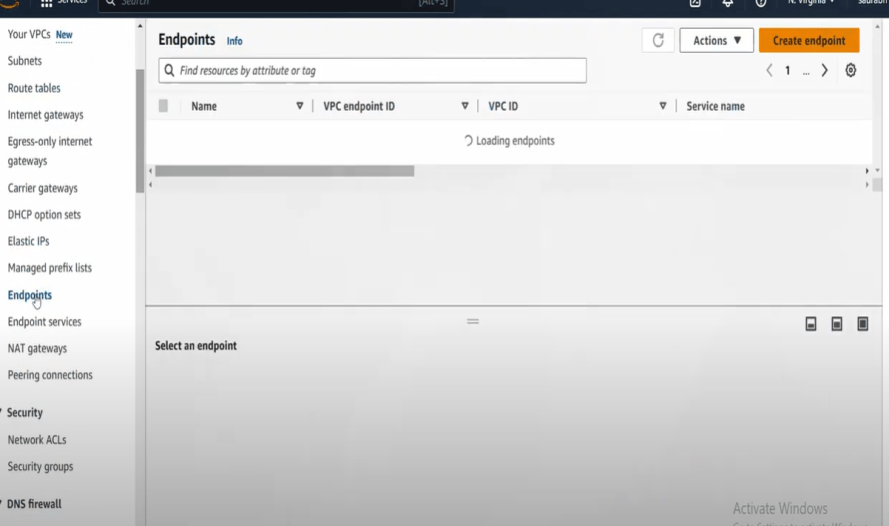 Services
Search
[Alt+S]
N. Virginia
saurabh
Your VPCs New
Subnets
Route tables
Internet gateways
Egress-only internet
gateways
Carrier gateways
DHCP option sets
Elastic IPs
Managed prefix lists
Endpoints
Endpoint services
NAT gateways
Peering connections
Security
Network ACLs
Security groups
DNS firewall
Endpoints Info
Actions
Create endpoint
Find resources by attribute or tag
1 ...
Name
VPC endpoint ID
VPC ID
Service name
Loading endpoints
Select an endpoint
Activate Windows